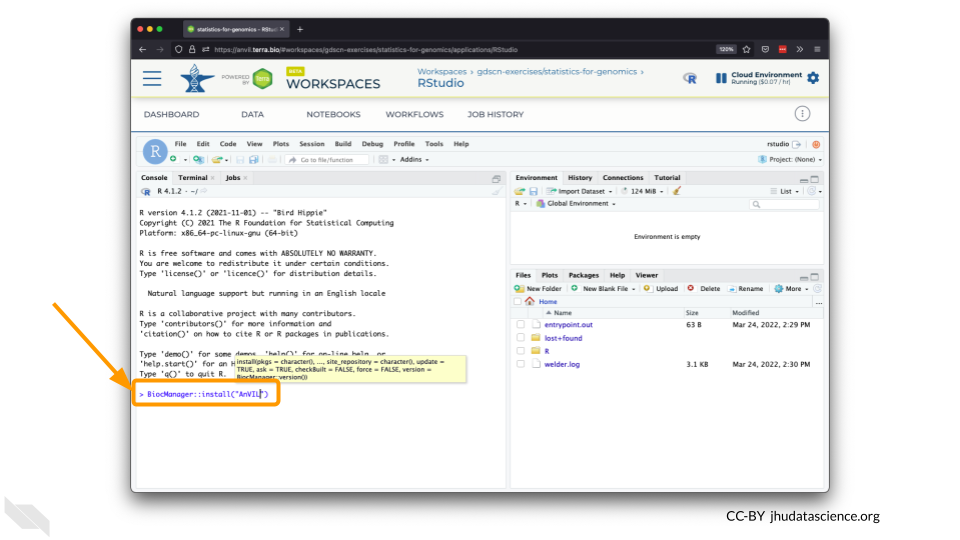 statistics-for-genomics - RStud
https://anvil.terra.bio/#workspaces/gdscn-exercises/statistics-for-genomics/applications/RStudio
120%
POWERED BY
Terra
BETA
WORKSPACES
Workspaces › gdscn-exercises/statistics-for-genomics ›
RStudio
R
Cloud Environment
Running ($0.07 / hr)
DASHBOARD DATA NOTEBOOKS WORKFLOWS JOB HISTORY
R
File Edit Code View Plots Session Build Debug Profile Tools Help
rstudio
Go to file/function
Addins
Project: (None)
Console Terminal Jobs
R 4.1.2 · ~/
R version 4.1.2 (2021-11-01) -- "Bird Hippie"
Copyright (C) 2021 The R Foundation for Statistical Computing
Platform: x86_64-pc-linux-gnu (64-bit)
R is free software and comes with ABSOLUTELY NO WARRANTY.
You are welcome to redistribute it under certain conditions.
Type 'license()' or 'licence()' for distribution details.
Natural language support but running in an English locale
R is a collaborative project with many contributors.
Type 'contributors()' for more information and
'citation()' on how to cite R or R packages in publications.
Type 'demo()' for some demos, 'help()' for on-line help, or
'help.start()' for an H
Type 'q()' to quit R.
install(pkgs = character(), ..., site_repository = character(), update =
TRUE, ask = TRUE, checkBuilt = FALSE, force = FALSE, version =
BiocManager::version())
> BiocManager::install("AnVIL")
Environment History Connections Tutorial
Import Dataset
124 MiB
List
R
Global Environment
Environment is empty
Files Plots Packages Help Viewer
New Folder New Blank File Upload Delete Rename More
Home
...
Name Size Modified
entrypoint.out 63 B Mar 24, 2022, 2:29 PM
lost+found
R
welder.log 3.1 KB Mar 24, 2022, 2:30 PM
CC-BY jhudatascience.org